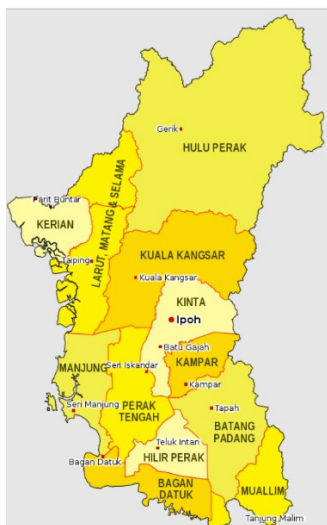 Gerik
HULU PERAK
Parit Buntar
KERIAN
LARUT, MATANG & SELAMA
Taiping
KUALA KANGSAR
Kuala Kangsar
KINTA
Ipoh
Batu Gajah
MANJUNG
Seri Iskandar
KAMPAR
Kampar
Seri Manjung
PERAK
TENGAH
Tapah
BATANG
PADANG
Teluk Intan
HILIR PERAK
Bagan Datuk
BAGAN
DATUK
MUALLIM
Tanjung Malim